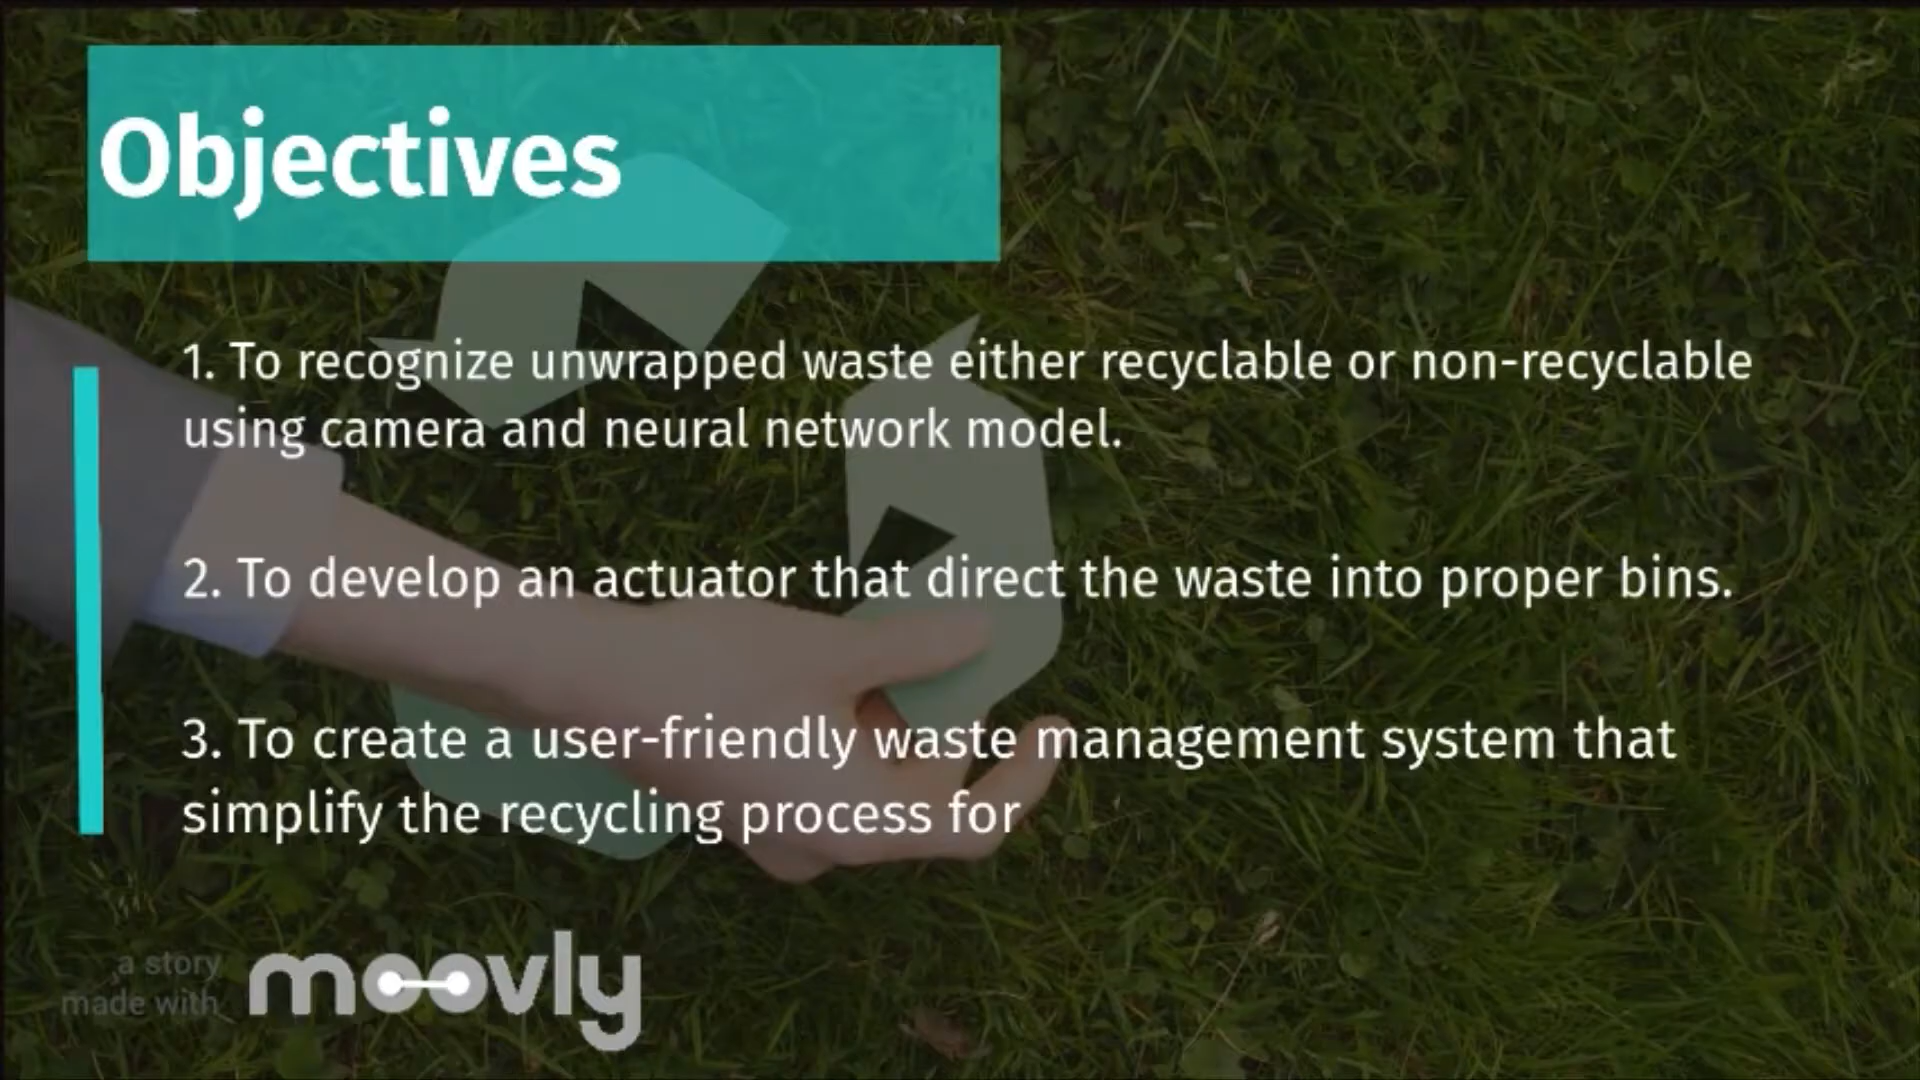 Objectives
1. To recognize unwrapped waste either recyclable or non-recyclable
using camera and neural network model.
2. To develop an actuator that direct the waste into proper bins.
3. To create a user-friendly waste management system that
simplify the recycling process for
a story
made with
moovly